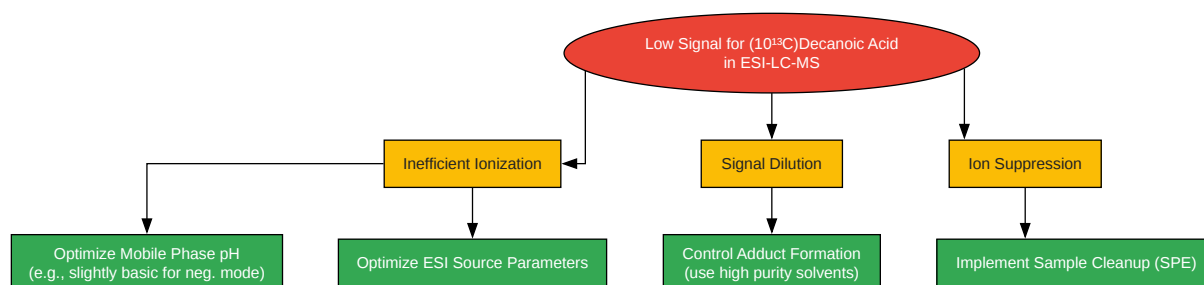 Low Signal for (10¹³C)Decanoic Acid
in ESI-LC-MS
Inefficient Ionization
Signal Dilution
Ion Suppression
Optimize Mobile Phase pH
(e.g., slightly basic for neg. mode)
Optimize ESI Source Parameters
Control Adduct Formation
(use high purity solvents)
Implement Sample Cleanup (SPE)